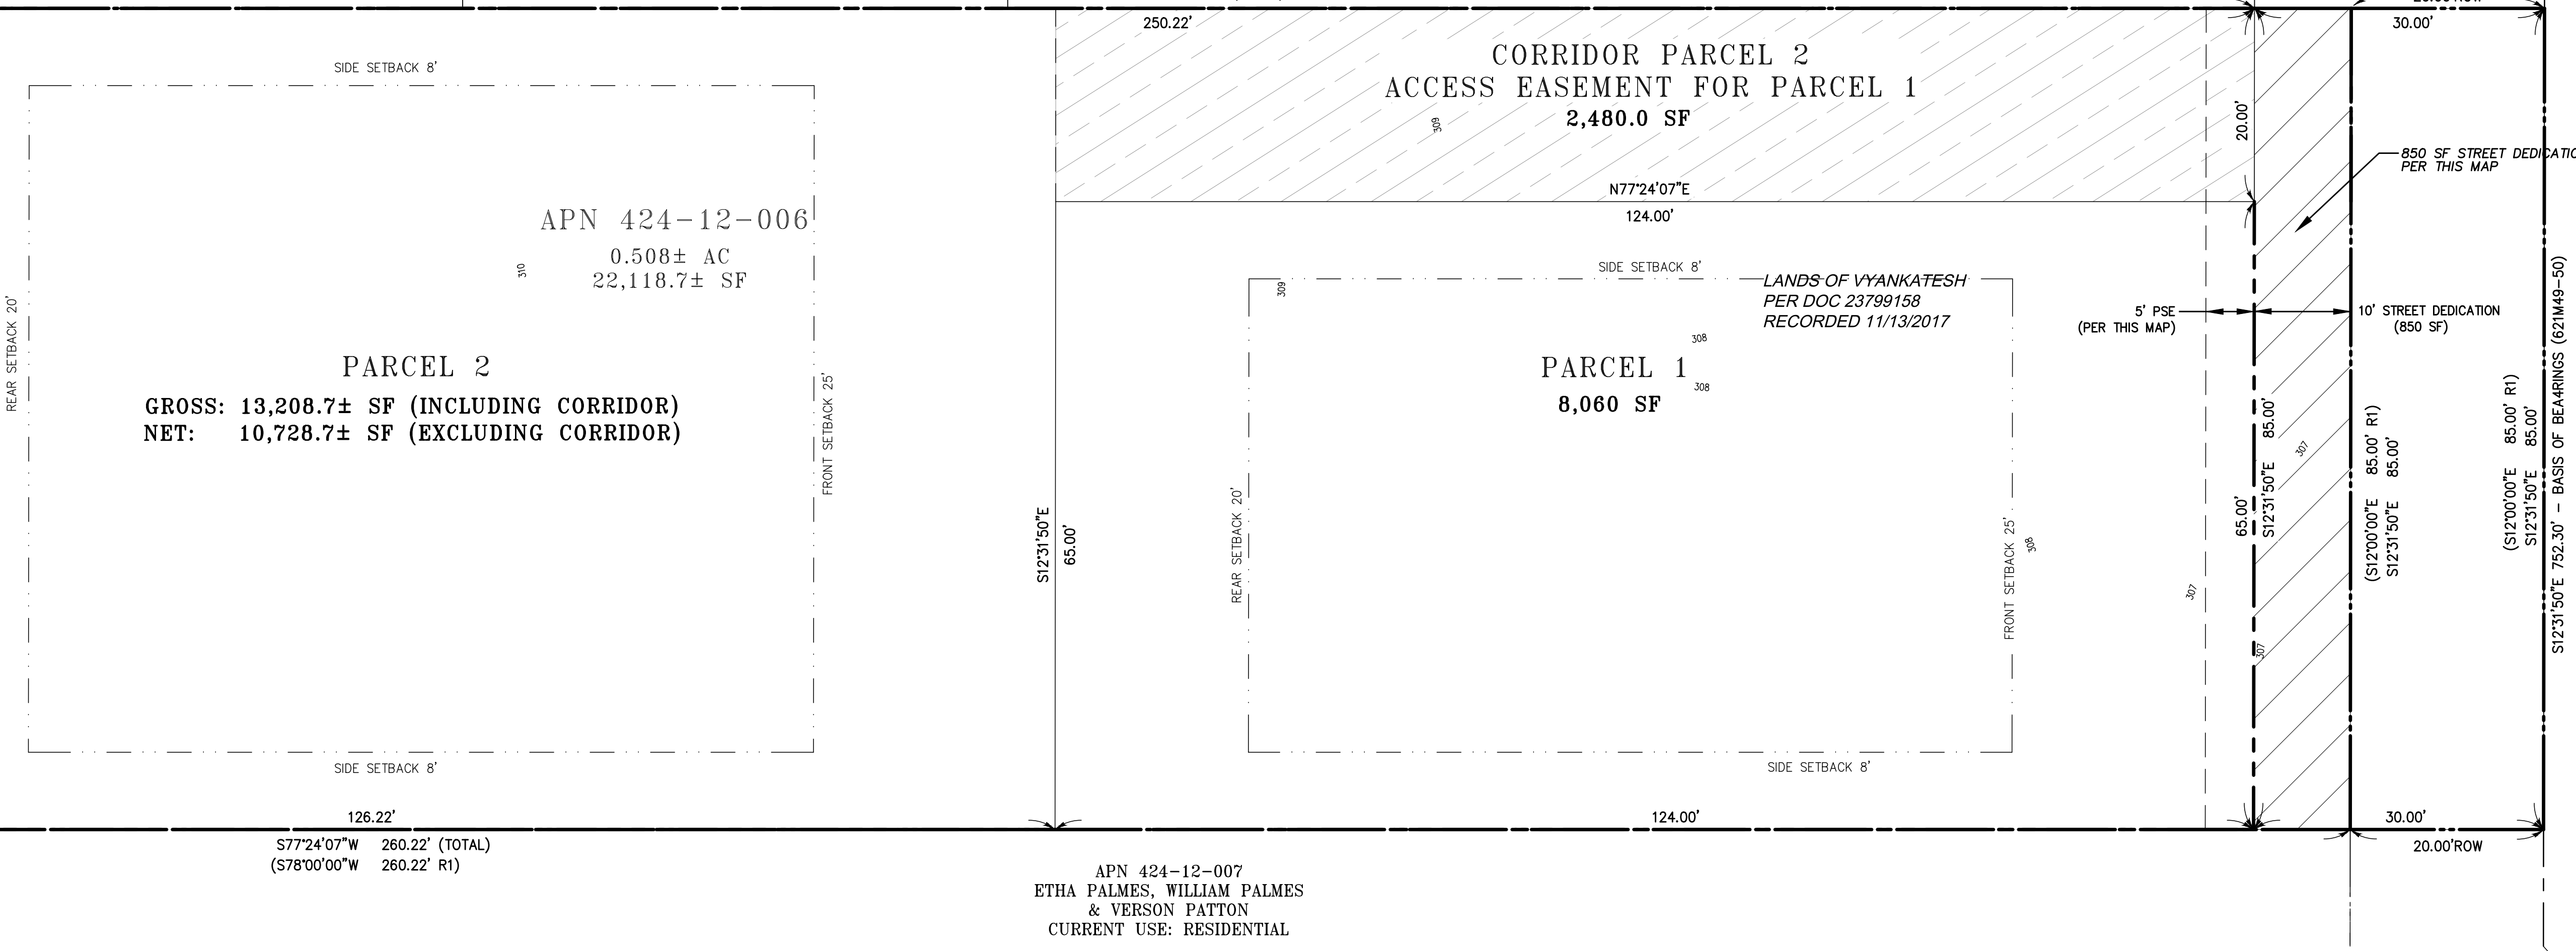 250.22'
30.00'
SIDE SETBACK 8'
CORRIDOR PARCEL 2
ACCESS EASEMENT FOR PARCEL 1
2,480.0 SF
309
20.00'
850 SF STREET
PER THIS MAP
N77°24'07"E
124.00'
APN 424-12-006
0.508± AC
22,118.7± SF
310
REAR SETBACK 20'
PARCEL 2
GROSS: 13,208.7± SF (INCLUDING CORRIDOR)
NET: 10,728.7± SF (EXCLUDING CORRIDOR)
FRONT SETBACK 25'
SIDE SETBACK 8'
309
LANDS OF VYANKATESH
PER DOC 23799158
RECORDED 11/13/2017
308
PARCEL 1
308
8,060 SF
5' PSE
(PER THIS MAP)
10' STREET DEDICATION
(850 SF)
S12°31'50"E
65.00'
REAR SETBACK 20'
FRONT SETBACK 25'
308
307
65.00'
S12°31'50"E 85.00'
307
307
(S12°00'00"E 85.00' R1)
S12°31'50"E 85.00'
(S12°00'00"E 85.00' R1)
S12°31'50"E 85.00'
S12°31'50"E 752.30' - BASIS OF BEA4RINGS (621M49-50)
SIDE SETBACK 8'
SIDE SETBACK 8'
126.22'
124.00'
30.00'
S77°24'07"W 260.22' (TOTAL)
(S78°00'00"W 260.22' R1)
20.00'ROW
APN 424-12-007
ETHA PALMES, WILLIAM PALMES
& VERSON PATTON
CURRENT USE: RESIDENTIAL